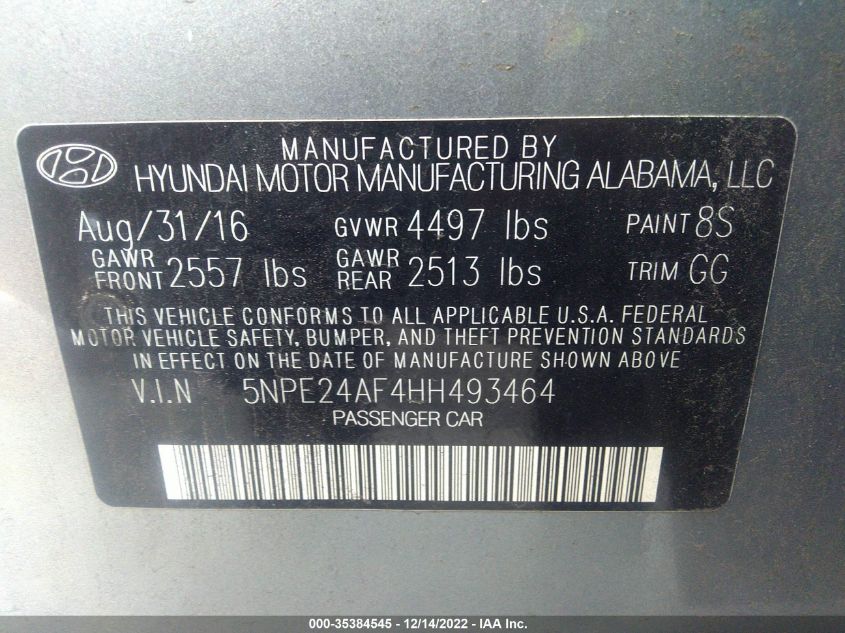 MANUFACTURED BY
HYUNDAI MOTOR MANUFACTURING ALABAMA, LLC
Aug/31/16 GVWR 4497 lbs PAINT 8S
GAWR FRONT 2557 lbs GAWR REAR 2513 lbs TRIM GG
THIS VEHICLE CONFORMS TO ALL APPLICABLE U.S.A. FEDERAL
MOTOR VEHICLE SAFETY, BUMPER, AND THEFT PREVENTION STANDARDS
IN EFFECT ON THE DATE OF MANUFACTURE SHOWN ABOVE
V.I.N 5NPE24AF4HH493464
PASSENGER CAR
000-35384545 - 12/14/2022 - IAA Inc.